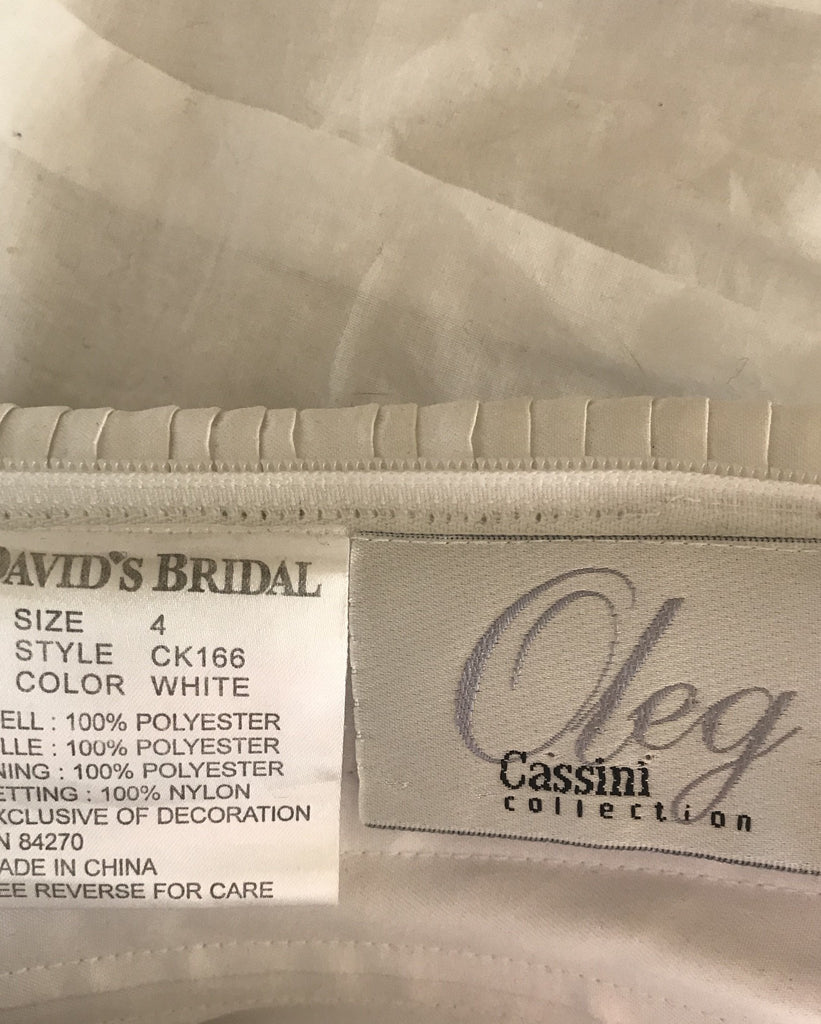 DAVID'S BRIDAL
SIZE 4
STYLE CK166
COLOR WHITE
ELL : 100% POLYESTER
LLE : 100% POLYESTER
NING : 100% POLYESTER
ETTING : 100% NYLON
XCLUSIVE OF DECORATION
N 84270
ADE IN CHINA
EE REVERSE FOR CARE
Oleg
Cassini
collection